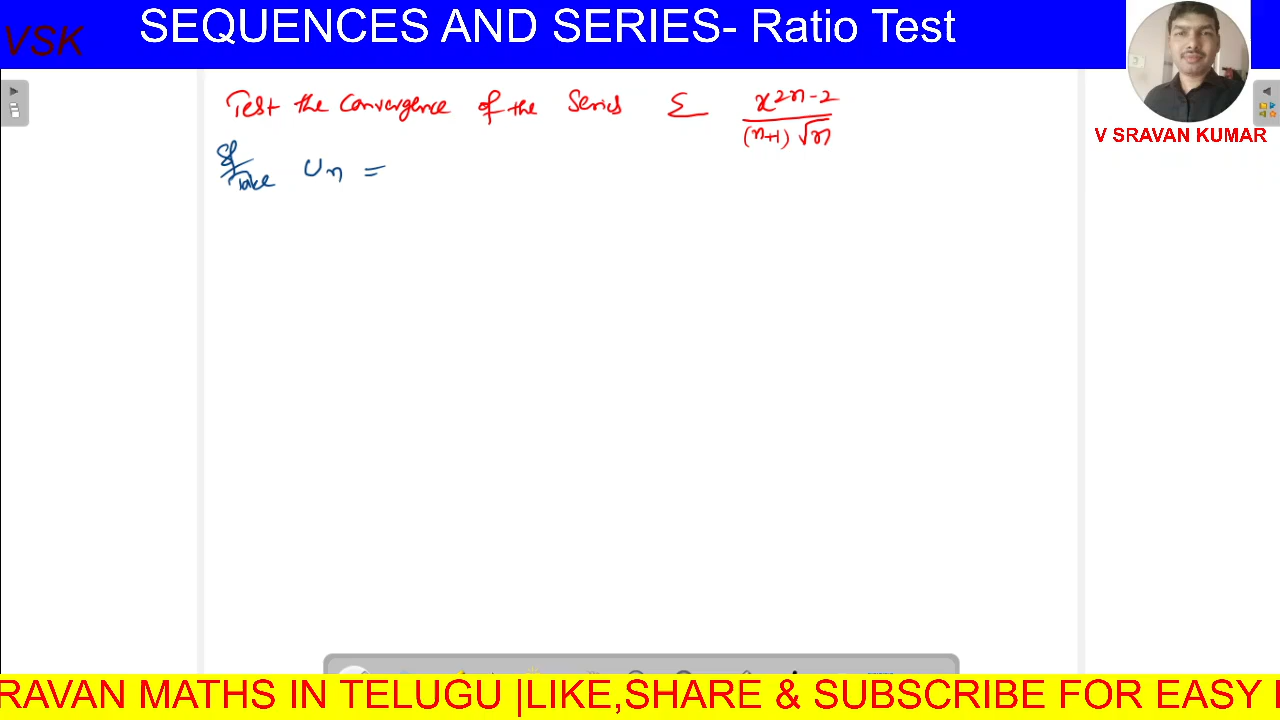 VSK
SEQUENCES AND SERIES- Ratio Test
V SRAVAN KUMAR
Test the Convergence of the Series Σ x^{2n-2} / (n+1) √n
Sol
Take Un =
RAVAN MATHS IN TELUGU |LIKE,SHARE & SUBSCRIBE FOR EASY